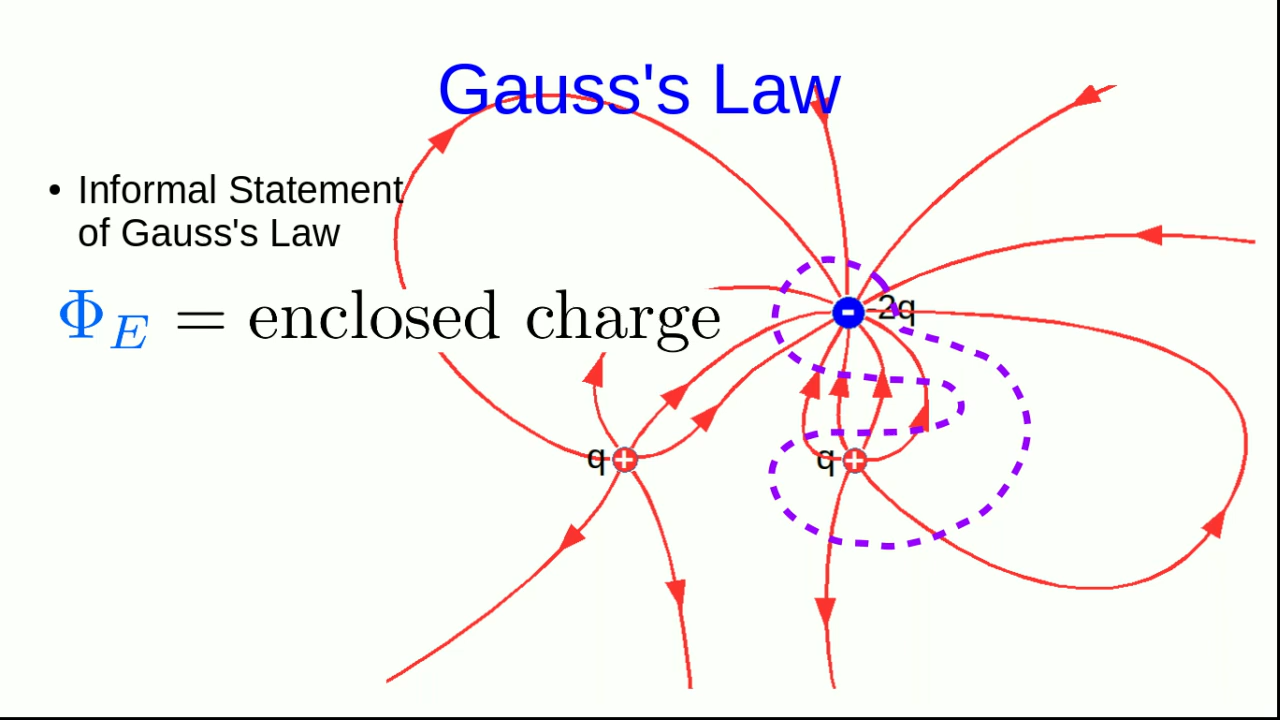 Gauss's Law
• Informal Statement
of Gauss's Law
Φ_E = enclosed charge
-2q
q
q